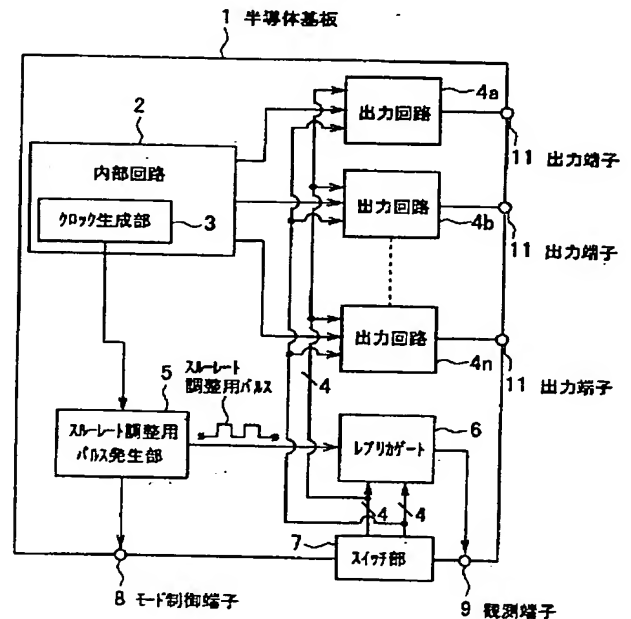 1 半導体基板
2
内部回路
クロック生成部
3
出力回路
4a
11 出力端子
出力回路
4b
11 出力端子
出力回路
4n
11 出力端子
4
5
スルーレート
調整用パルス
スルーレート調整用
パルス発生部
6
レプリカゲート
4
4
7
スイッチ部
8 モード制御端子
9 観測端子